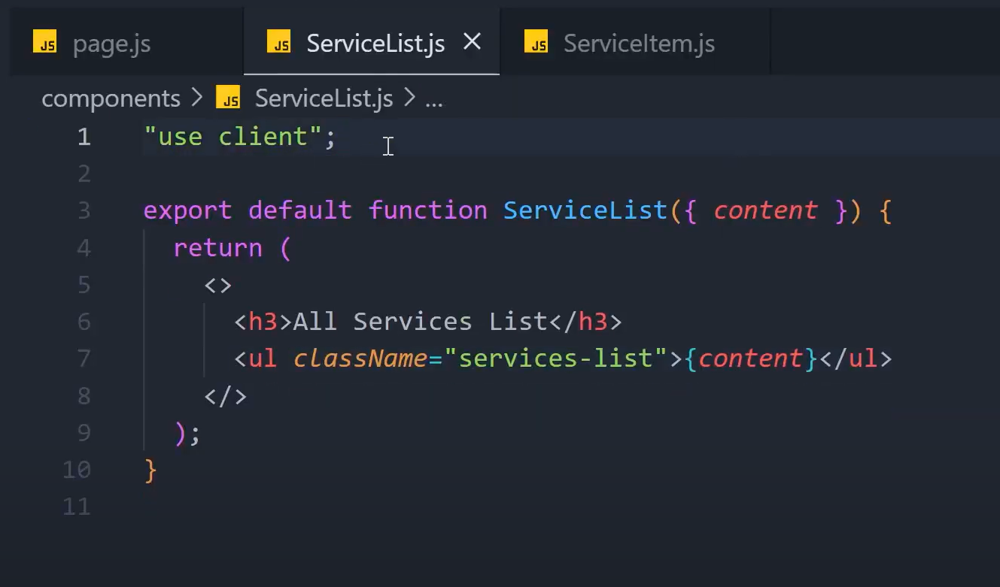 JS page.js JS ServiceList.js JS ServiceItem.js
components > JS ServiceList.js > ...
1 "use client";
2
3 export default function ServiceList({ content }) {
4 return (
5 <>
6 <h3>All Services List</h3>
7 <ul className="services-list">{content}</ul>
8 </>
9 );
10 }
11